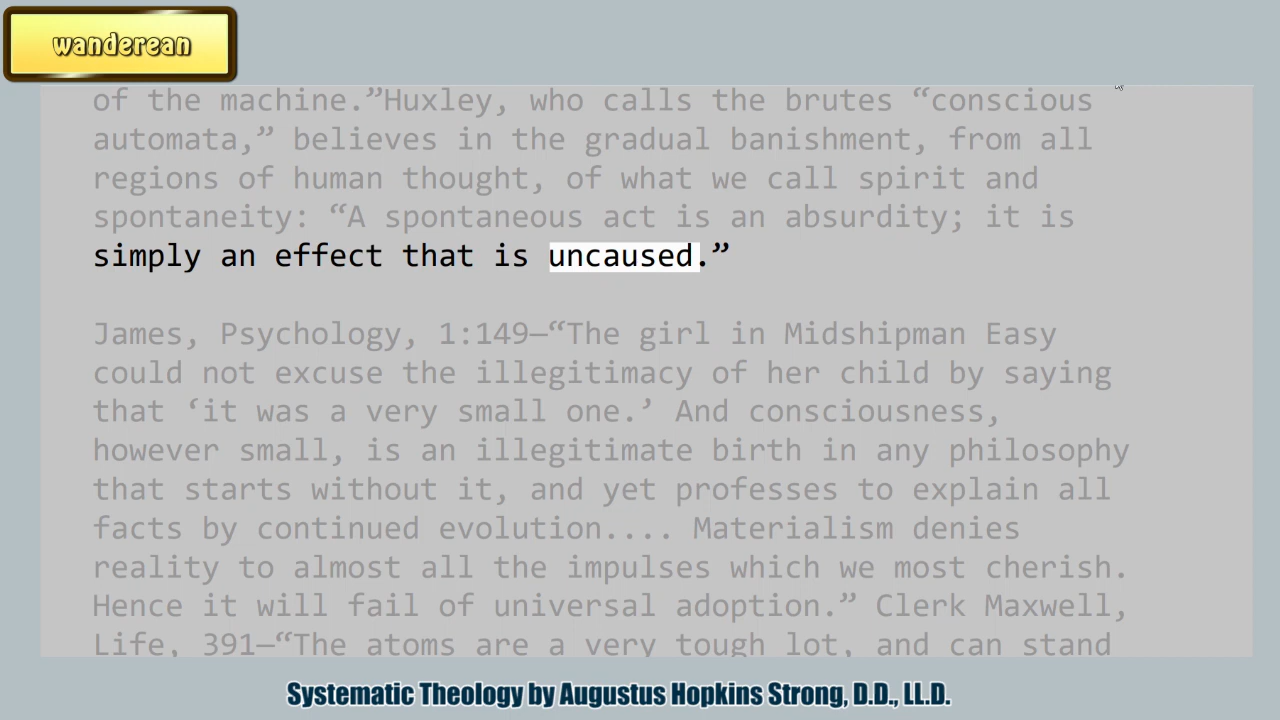 wanderean
of the machine.”Huxley, who calls the brutes “conscious
automata,” believes in the gradual banishment, from all
regions of human thought, of what we call spirit and
spontaneity: “A spontaneous act is an absurdity; it is
simply an effect that is uncaused.”
James, Psychology, 1:149—“The girl in Midshipman Easy
could not excuse the illegitimacy of her child by saying
that ‘it was a very small one.’ And consciousness,
however small, is an illegitimate birth in any philosophy
that starts without it, and yet professes to explain all
facts by continued evolution.... Materialism denies
reality to almost all the impulses which we most cherish.
Hence it will fail of universal adoption.” Clerk Maxwell,
Life, 391—“The atoms are a very tough lot, and can stand
Systematic Theology by Augustus Hopkins Strong, D.D., LL.D.